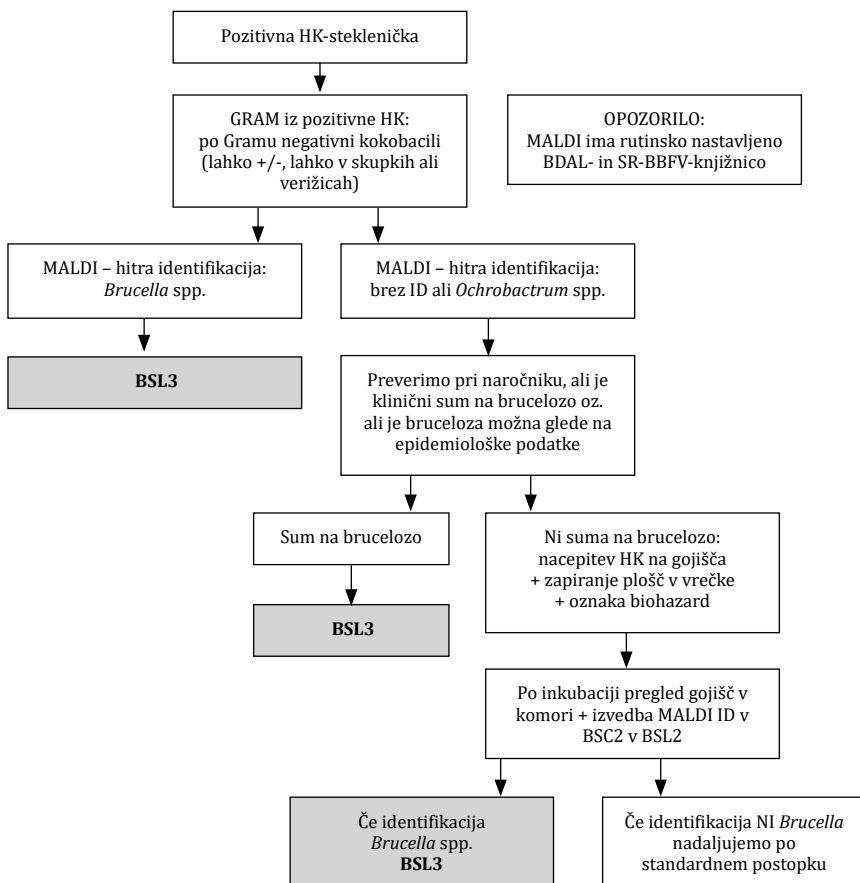 Pozitivna HK-steklenička
GRAM iz pozitivne HK:
po Gramu negativni kokobacili
(lahko +/-, lahko v skupkih ali
verižicah)
OPOZORILO:
MALDI ima rutinsko nastavljeno
BDAL- in SR-BBFV-knjižnico
MALDI – hitra identifikacija:
Brucella spp.
MALDI – hitra identifikacija:
brez ID ali Ochrobactrum spp.
BSL3
Preverimo pri naročniku, ali je
klinični sum na brucelozo oz.
ali je bruceloza možna glede na
epidemiološke podatke
Sum na brucelozo
Ni suma na brucelozo:
nacepitev HK na gojišča
+ zapiranje plošč v vrečke
+ oznaka biohazard
BSL3
Po inkubaciji pregled gojišč v
komori + izvedba MALDI ID v
BSC2 v BSL2
Če identifikacija
Brucella spp.
BSL3
Če identifikacija NI Brucella
nadaljujemo po
standardnem postopku